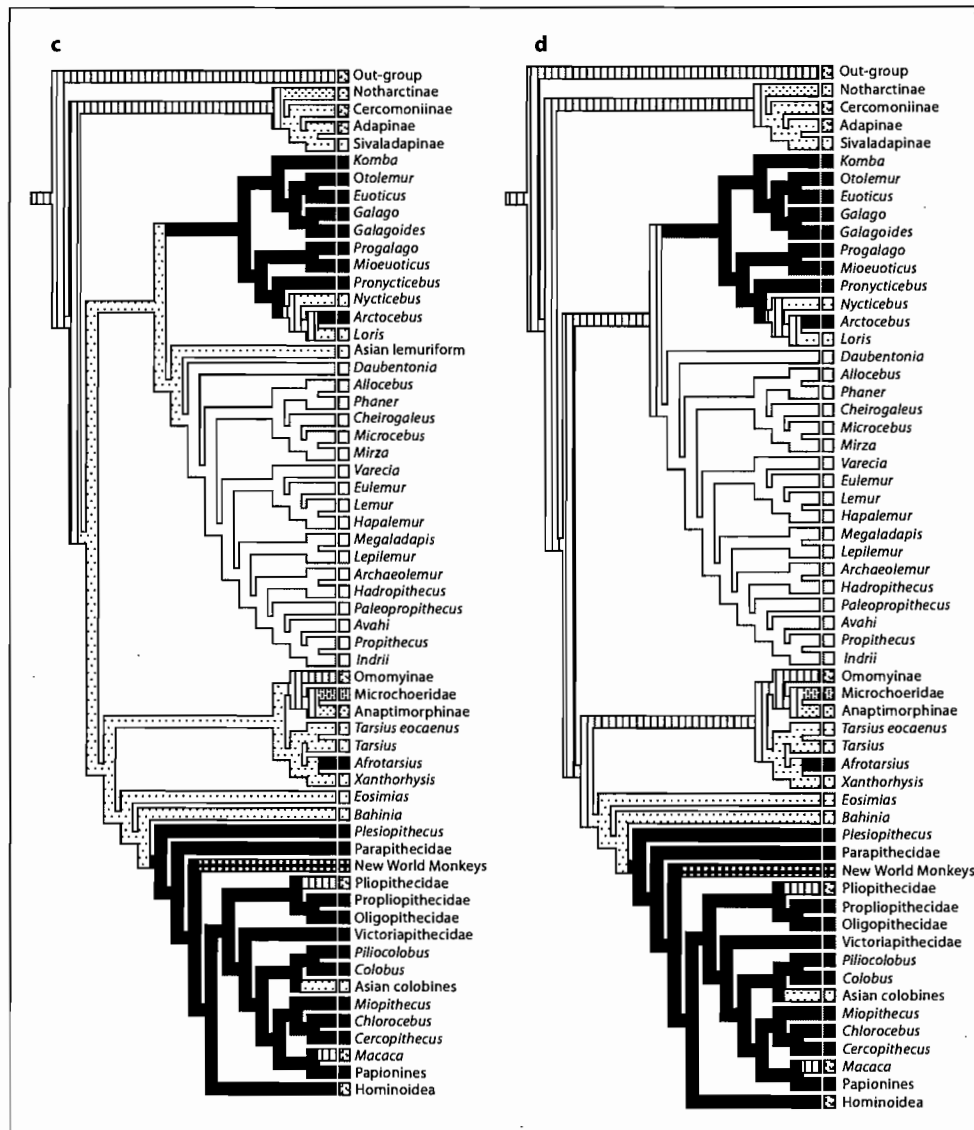 c
Out-group
Notharctinae
Cercomoniinae
Adapinae
Sivaladapinae
Komba
Otolemur
Euoticus
Galago
Galagoides
Progalago
Mioeuoticus
Pronycticebus
Nycticebus
Arctocebus
Loris
Asian lemuriform
Daubentonia
Allocebus
Phaner
Cheirogaleus
Microcebus
Mirza
Varecia
Eulemur
Lemur
Hapalemur
Megaladapis
Lepilemur
Archaeolemur
Hadropithecus
Paleopropithecus
Avahi
Propithecus
Indrii
Omomyinae
Microchoeridae
Anaptimorphinae
Tarsius eocaenus
Tarsius
Afrotarsius
Xanthorhysis
Eosimias
Bahinia
Plesiopithecus
Parapithecidae
New World Monkeys
Pliopithecidae
Propliopithecidae
Oligopithecidae
Victoriapithecidae
Piliocolobus
Colobus
Asian colobines
Miopithecus
Chlorocebus
Cercopithecus
Macaca
Papionines
Hominoidea
d
Out-group
Notharctinae
Cercomoniinae
Adapinae
Sivaladapinae
Komba
Otolemur
Euoticus
Galago
Galagoides
Progalago
Mioeuoticus
Pronycticebus
Nycticebus
Arctocebus
Loris
Daubentonia
Allocebus
Phaner
Cheirogaleus
Microcebus
Mirza
Varecia
Eulemur
Lemur
Hapalemur
Megaladapis
Lepilemur
Archaeolemur
Hadropithecus
Paleopropithecus
Avahi
Propithecus
Indrii
Omomyinae
Microchoeridae
Anaptimorphinae
Tarsius eocaenus
Tarsius
Afrotarsius
Xanthorhysis
Eosimias
Bahinia
Plesiopithecus
Parapithecidae
New World Monkeys
Pliopithecidae
Propliopithecidae
Oligopithecidae
Victoriapithecidae
Piliocolobus
Colobus
Asian colobines
Miopithecus
Chlorocebus
Cercopithecus
Macaca
Papionines
Hominoidea